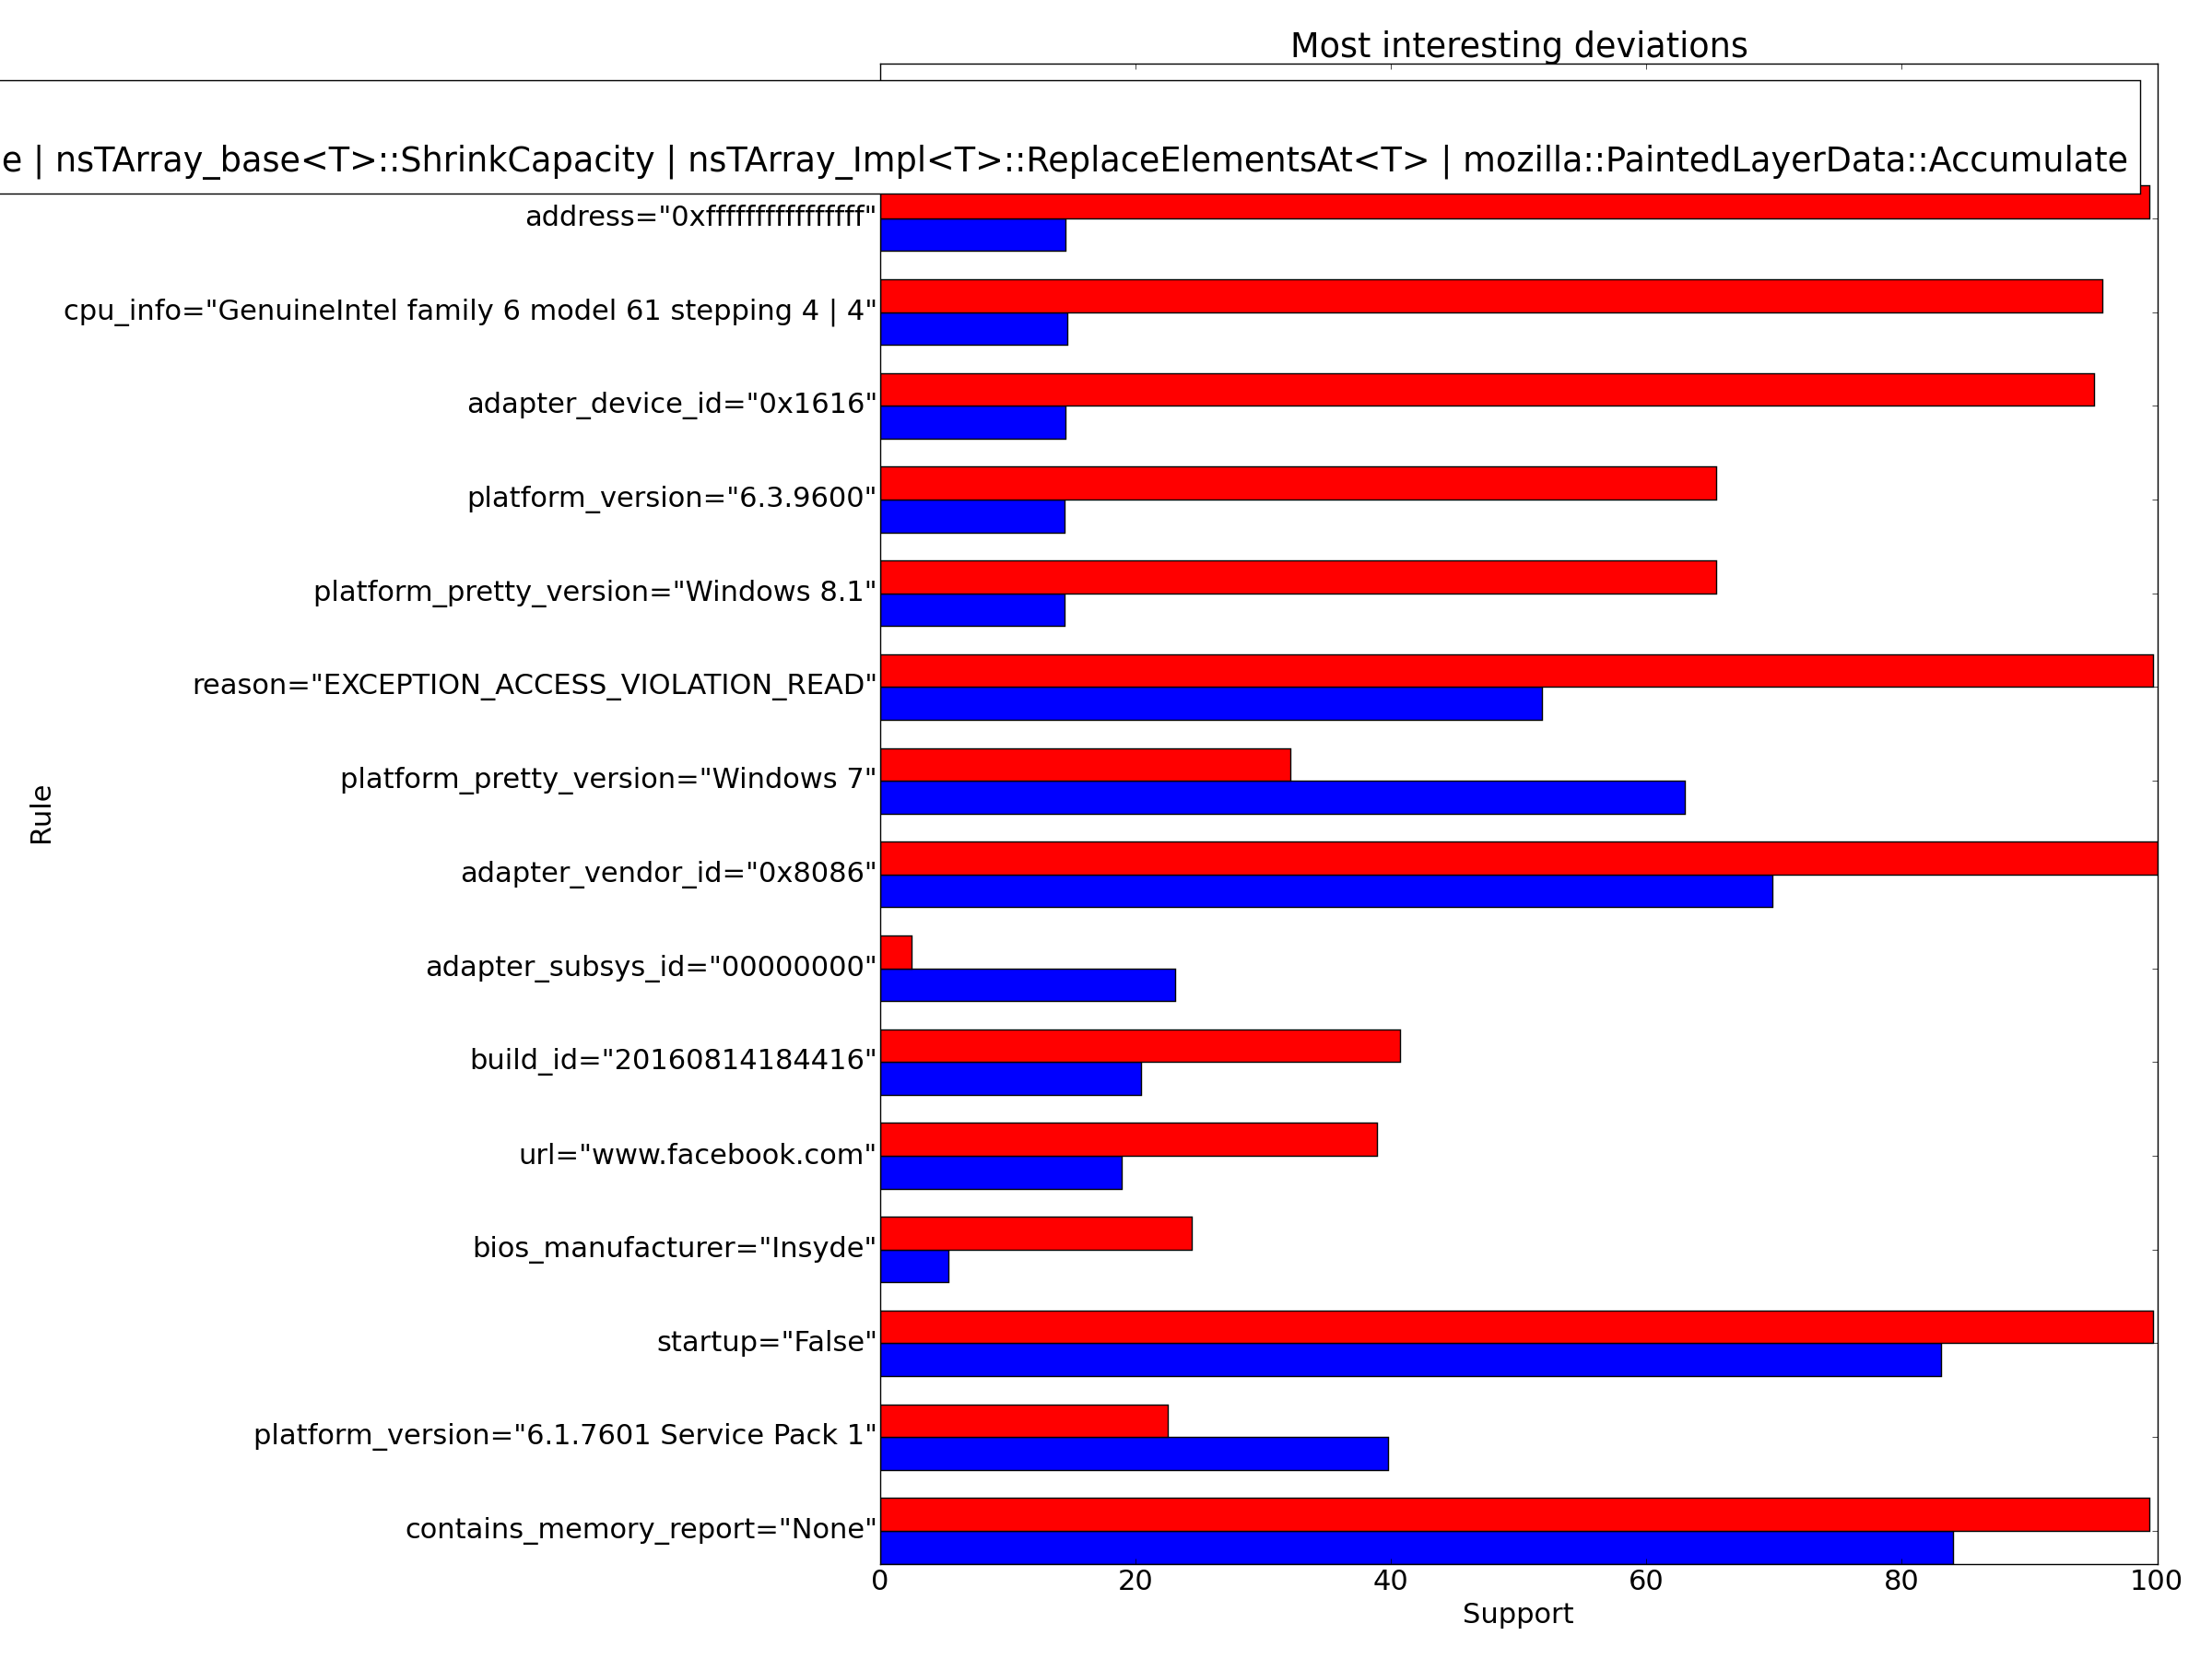 Most interesting deviations
e | nsTArray_base<T>::ShrinkCapacity | nsTArray_Impl<T>::ReplaceElementsAt<T> | mozilla::PaintedLayerData::Accumulate
address="0xffffffffffffffff"
cpu_info="GenuineIntel family 6 model 61 stepping 4 | 4"
adapter_device_id="0x1616"
platform_version="6.3.9600"
platform_pretty_version="Windows 8.1"
reason="EXCEPTION_ACCESS_VIOLATION_READ"
platform_pretty_version="Windows 7"
Rule
adapter_vendor_id="0x8086"
adapter_subsys_id="00000000"
build_id="20160814184416"
url="www.facebook.com"
bios_manufacturer="Insyde"
startup="False"
platform_version="6.1.7601 Service Pack 1"
contains_memory_report="None"
0 20 40 60 80 100
Support